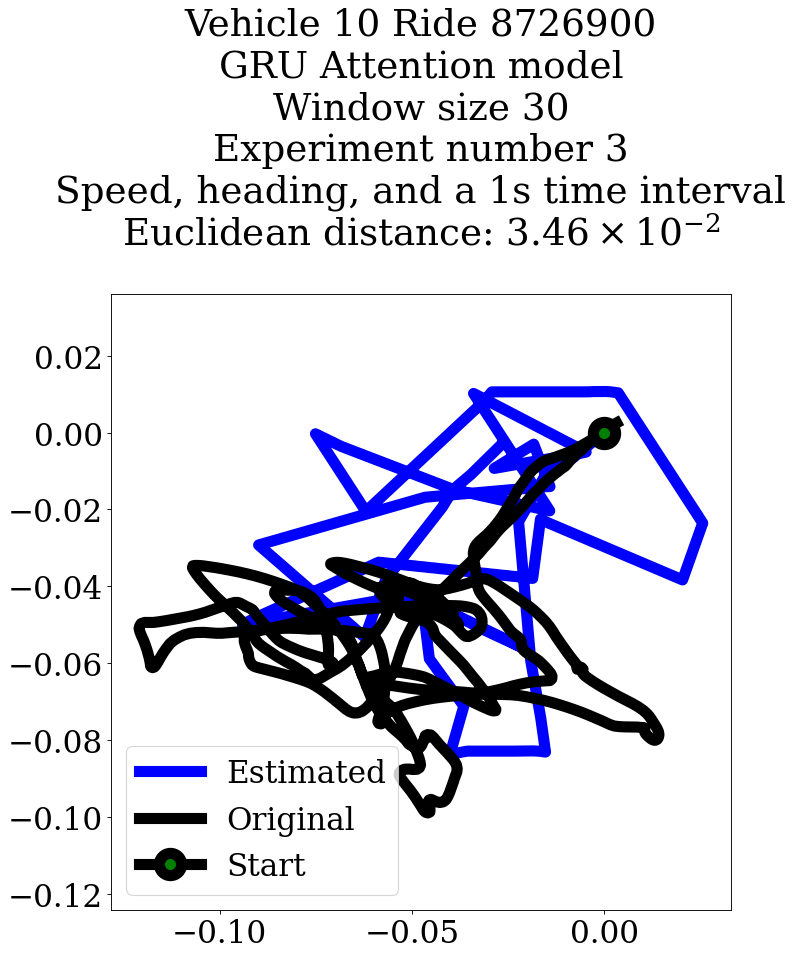 Vehicle 10 Ride 8726900
GRU Attention model
Window size 30
Experiment number 3
Speed, heading, and a 1s time interval
Euclidean distance: 3.46 × 10⁻²
0.02
0.00
−0.02
−0.04
−0.06
−0.08
−0.10
−0.12
Estimated
Original
Start
−0.10 −0.05 0.00